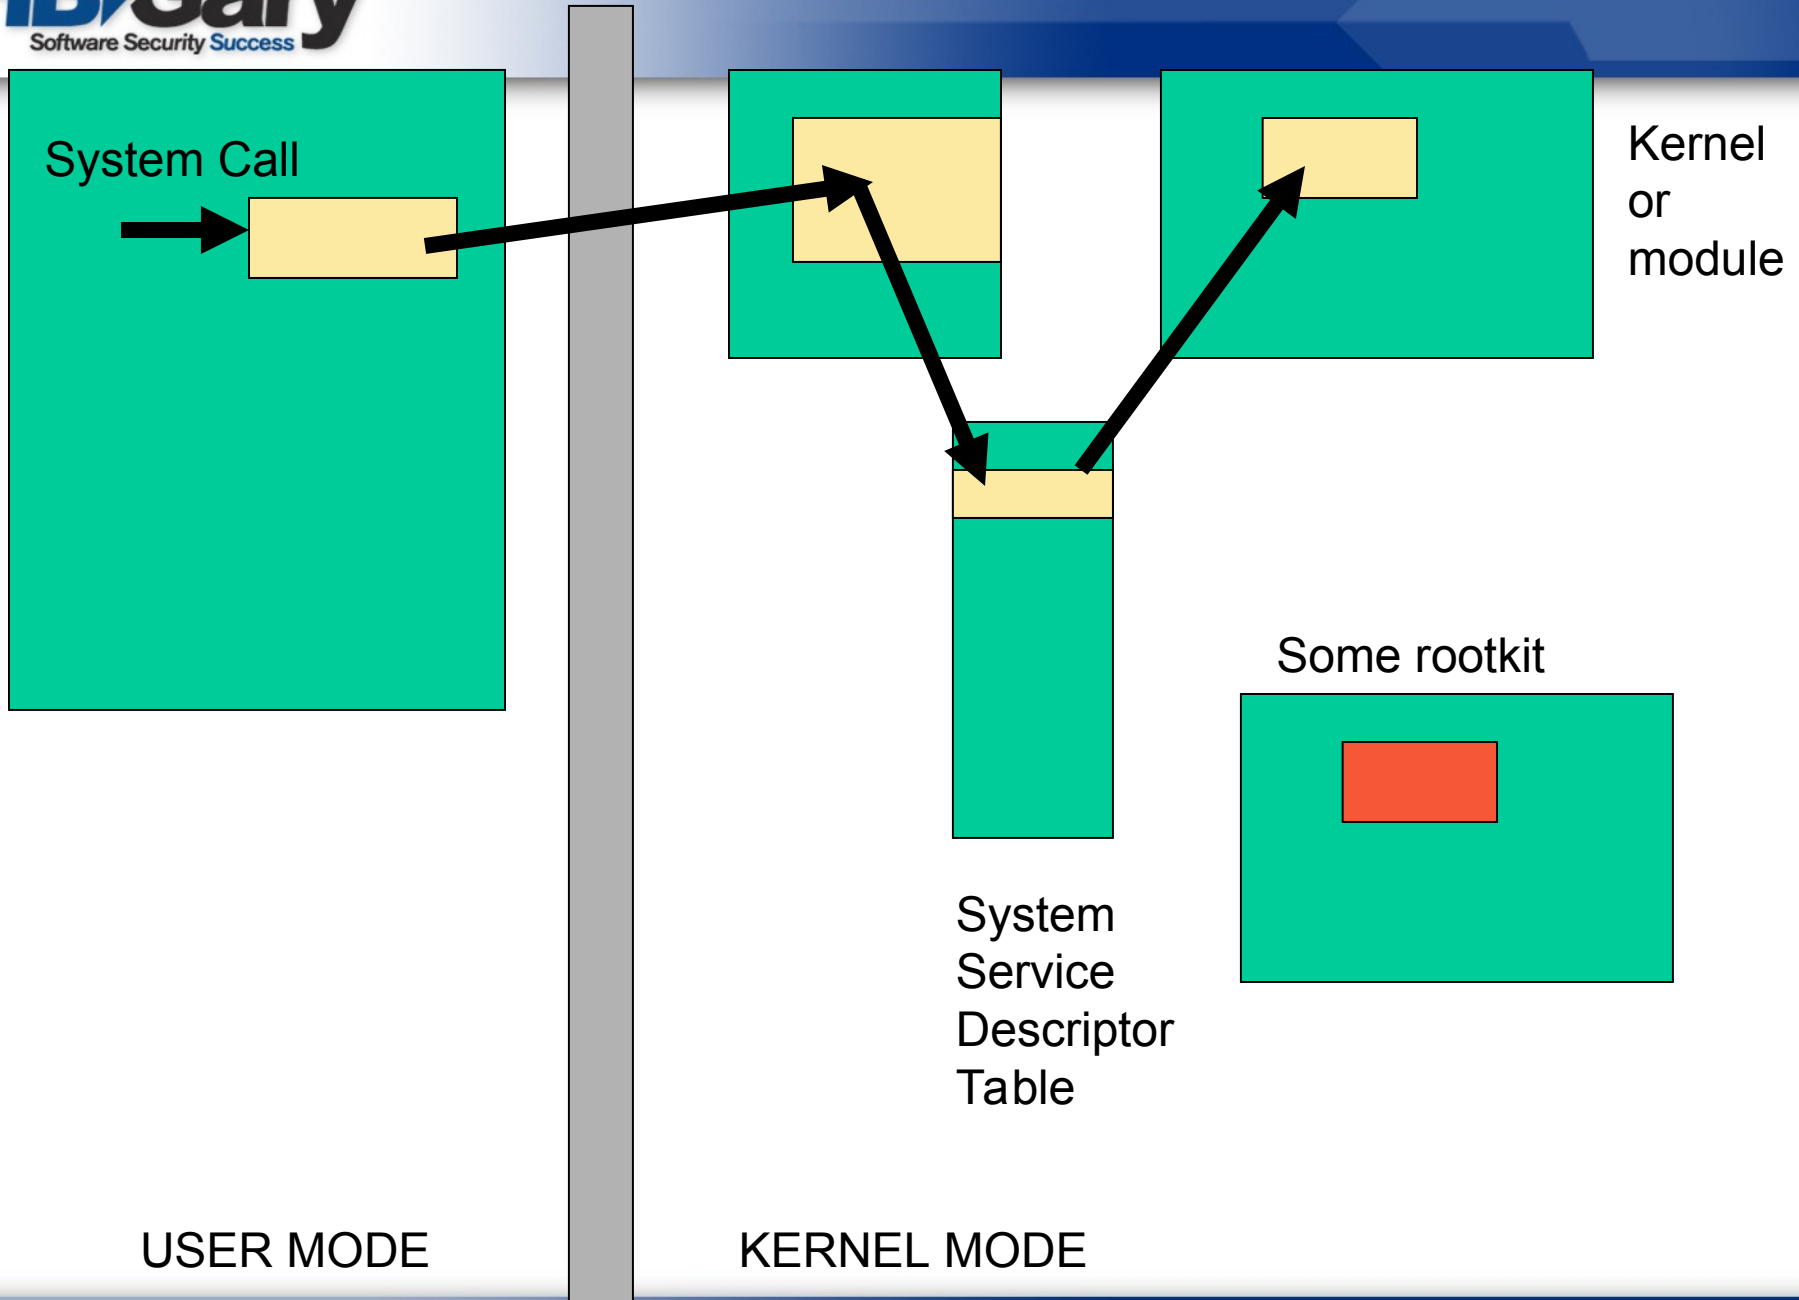 Software Security Success
System Call
Kernel
or
module
Some rootkit
System
Service
Descriptor
Table
USER MODE
KERNEL MODE